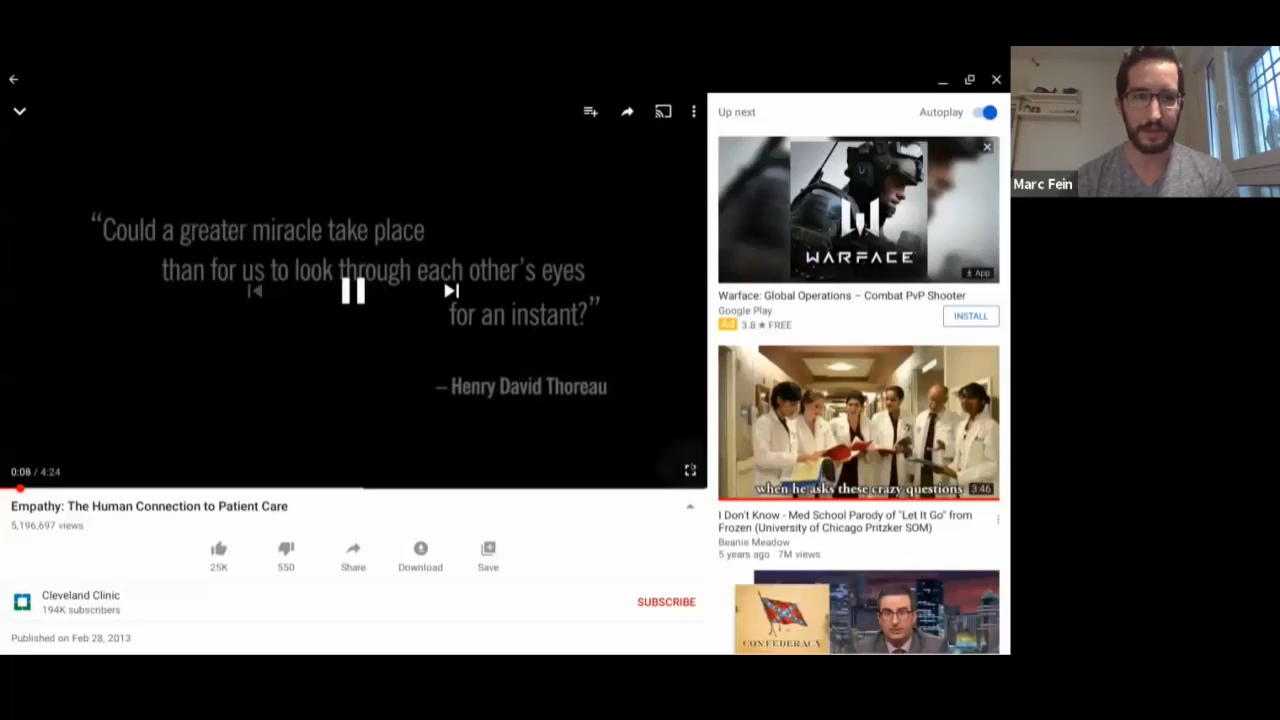 Up next
Autoplay
Marc Fein
“Could a greater miracle take place
than for us to look through each other’s eyes
for an instant?”
– Henry David Thoreau
0:08 / 4:24
WARFACE
App
Warface: Global Operations – Combat PvP Shooter
Google Play
Ad 3.8 ★ FREE
INSTALL
when he asks these crazy questions
3:46
I Don't Know - Med School Parody of "Let It Go" from
Frozen (University of Chicago Pritzker SOM)
Beanie Meadow
5 years ago · 7M views
CONFEDERACY
Empathy: The Human Connection to Patient Care
5,196,697 views
25K
550
Share
Download
Save
Cleveland Clinic
194K subscribers
SUBSCRIBE
Published on Feb 28, 2013